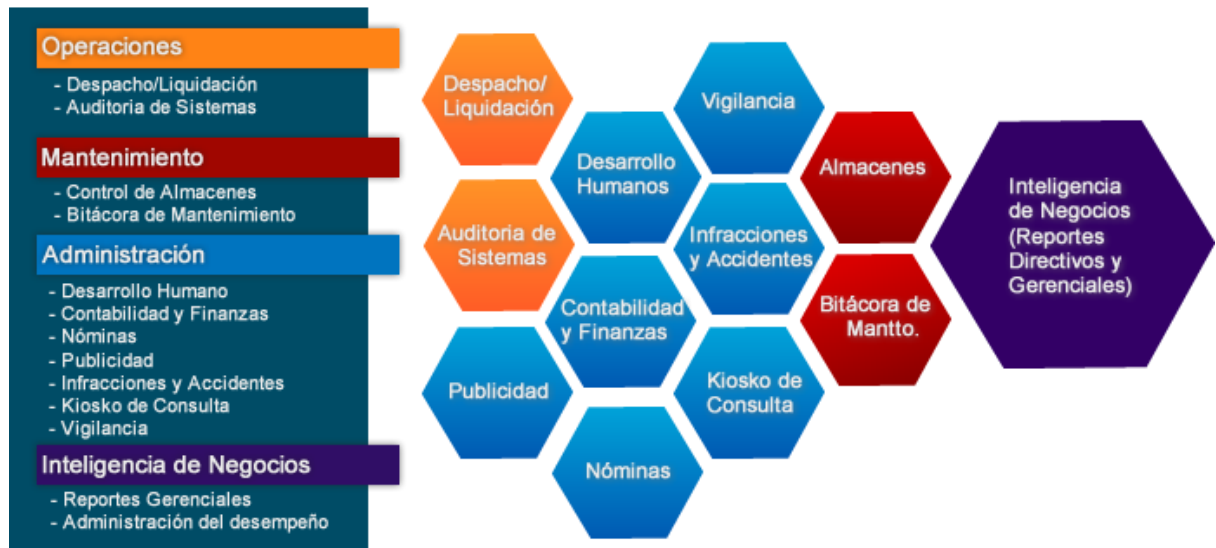 Operaciones
- Despacho/Liquidación
- Auditoria de Sistemas
Mantenimiento
- Control de Almacenes
- Bitácora de Mantenimiento
Administración
- Desarrollo Humano
- Contabilidad y Finanzas
- Nóminas
- Publicidad
- Infracciones y Accidentes
- Kiosko de Consulta
- Vigilancia
Inteligencia de Negocios
- Reportes Gerenciales
- Administración del desempeño
Despacho/
Liquidación
Auditoria de
Sistemas
Publicidad
Desarrollo
Humanos
Contabilidad
y Finanzas
Nóminas
Vigilancia
Infracciones
y Accidentes
Kiosko de
Consulta
Almacenes
Bitácora de
Mantto.
Inteligencia
de Negocios
(Reportes
Directivos y
Gerenciales)